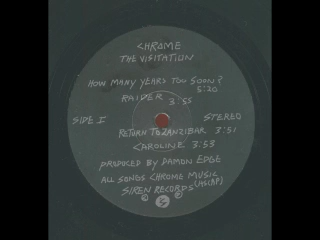 CHROME
THE VISITATION
HOW MANY YEARS TOO SOON?
5:20
RAIDER 3:55
SIDE I STEREO
RETURN TO ZANZIBAR 3:51
CAROLINE 3.53
PRODUCED BY DAMON EDGE
ALL SONGS CHROME MUSIC
(ASCAP)
SIREN RECORDS
© S ℗